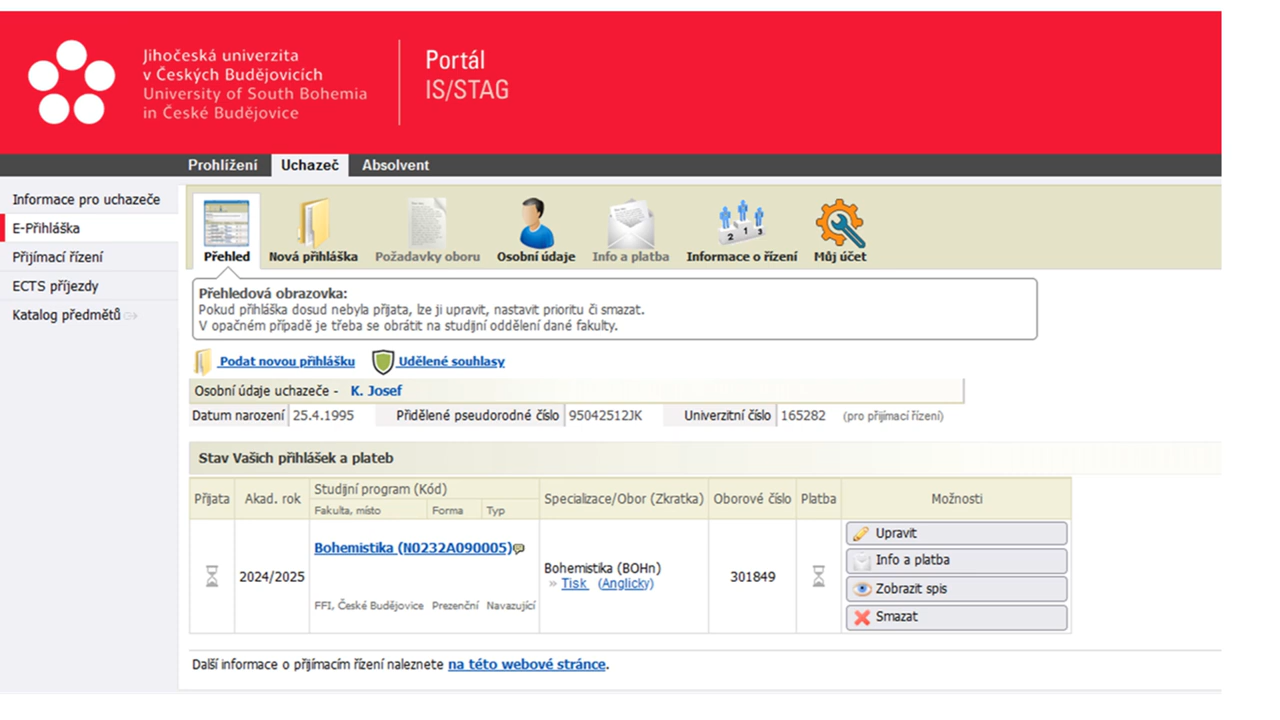 Jihočeská univerzita
v Českých Budějovicích
University of South Bohemia
in České Budějovice
Portál
IS/STAG
Prohlížení Uchazeč Absolvent
Informace pro uchazeče
E-Přihláška
Přijímací řízení
ECTS příjezdy
Katalog předmětů
Přehled Nová přihláška Požadavky oboru Osobní údaje Info a platba Informace o řízení Můj účet
Přehledová obrazovka:
Pokud přihláška dosud nebyla přijata, lze ji upravit, nastavit prioritu či smazat.
V opačném případě je třeba se obrátit na studijní oddělení dané fakulty.
Podat novou přihlášku Udělené souhlasy
Osobní údaje uchazeče - K. Josef
Datum narození 25.4.1995 Přidělené pseudorodné číslo 95042512JK Univerzitní číslo 165282 (pro přijímací řízení)
Stav Vašich přihlášek a plateb
Přijata Akad. rok Studijní program (Kód) Specializace/Obor (Zkratka) Oborové číslo Platba Možnosti
Fakulta, místo Forma Typ
Bohemistika (N0232A090005)
2024/2025
FFI, České Budějovice Prezenční Navazující
Bohemistika (BOHn)
» Tisk (Anglicky)
301849
Upravit
Info a platba
Zobrazit spis
Smazat
Další informace o přijímacím řízení naleznete na této webové stránce.